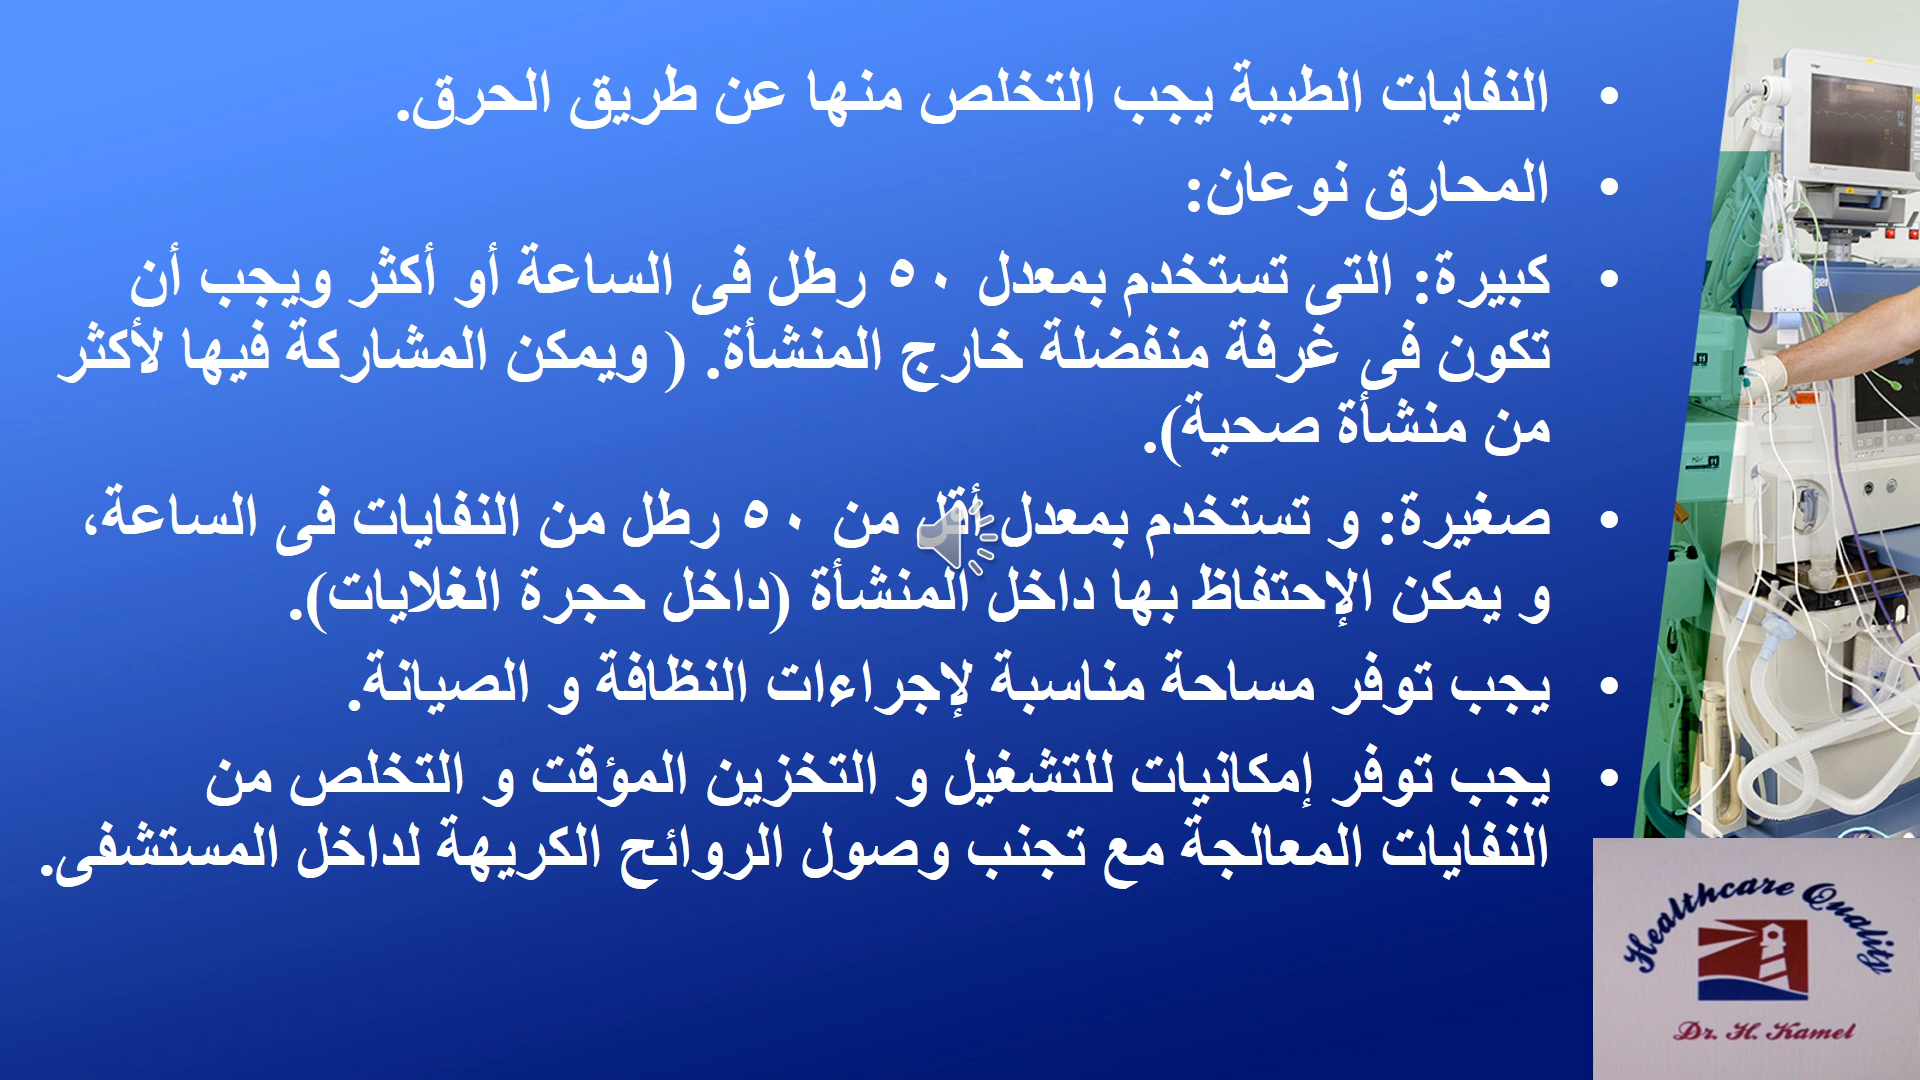 • النفايات الطبية يجب التخلص منها عن طريق الحرق.
• المحارق نوعان:
• كبيرة: التى تستخدم بمعدل ٥٠ رطل فى الساعة أو أكثر ويجب أن
تكون فى غرفة منفضلة خارج المنشأة. ( ويمكن المشاركة فيها لأكثر
من منشأة صحية).
• صغيرة: و تستخدم بمعدل أقل من ٥٠ رطل من النفايات فى الساعة،
و يمكن الإحتفاظ بها داخل المنشأة (داخل حجرة الغلايات).
• يجب توفر مساحة مناسبة لإجراءات النظافة و الصيانة.
• يجب توفر إمكانيات للتشغيل و التخزين المؤقت و التخلص من
النفايات المعالجة مع تجنب وصول الروائح الكريهة لداخل المستشفى.
Healthcare Quality
Dr. H. Kamel